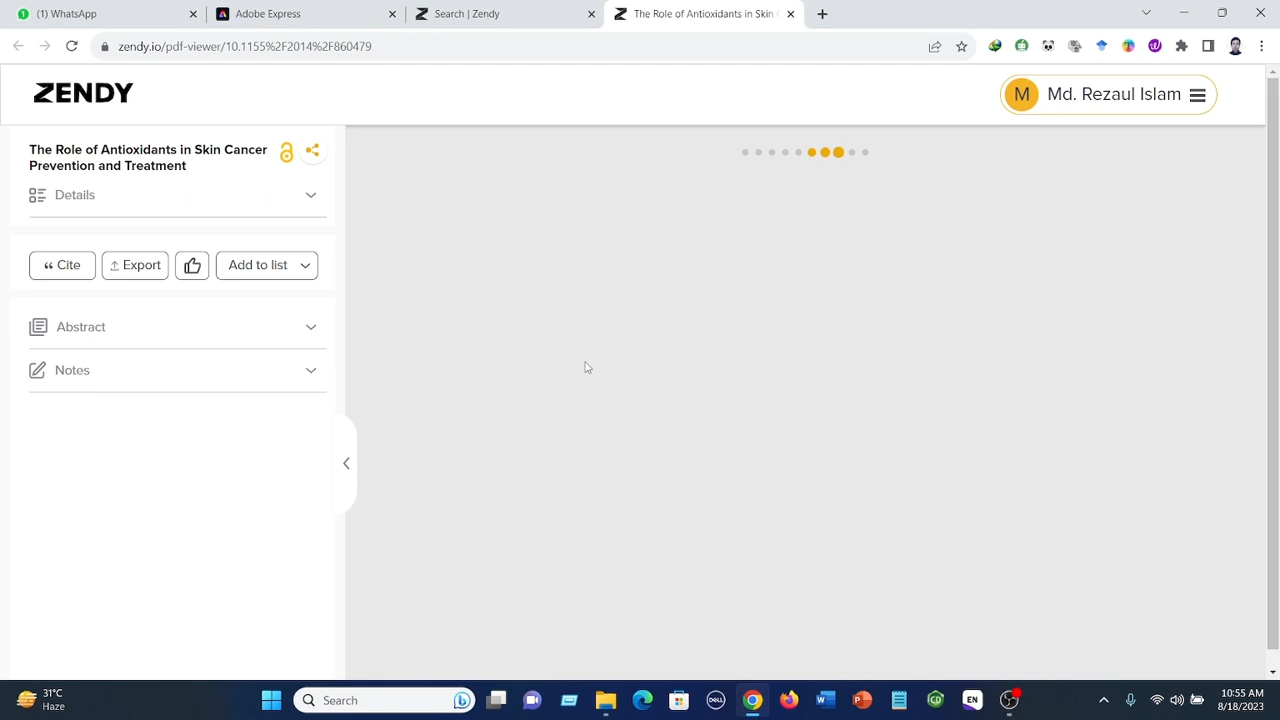 (1) WhatsApp
Adobe Express
Search | Zendy
The Role of Antioxidants in Skin C
zendy.io/pdf-viewer/10.1155%2F2014%2F860479
ZENDY
M Md. Rezaul Islam
The Role of Antioxidants in Skin Cancer
Prevention and Treatment
Details
Cite
Export
Add to list
Abstract
Notes
31°C
Haze
Search
DELL
EN
10:55 AM
8/18/2023